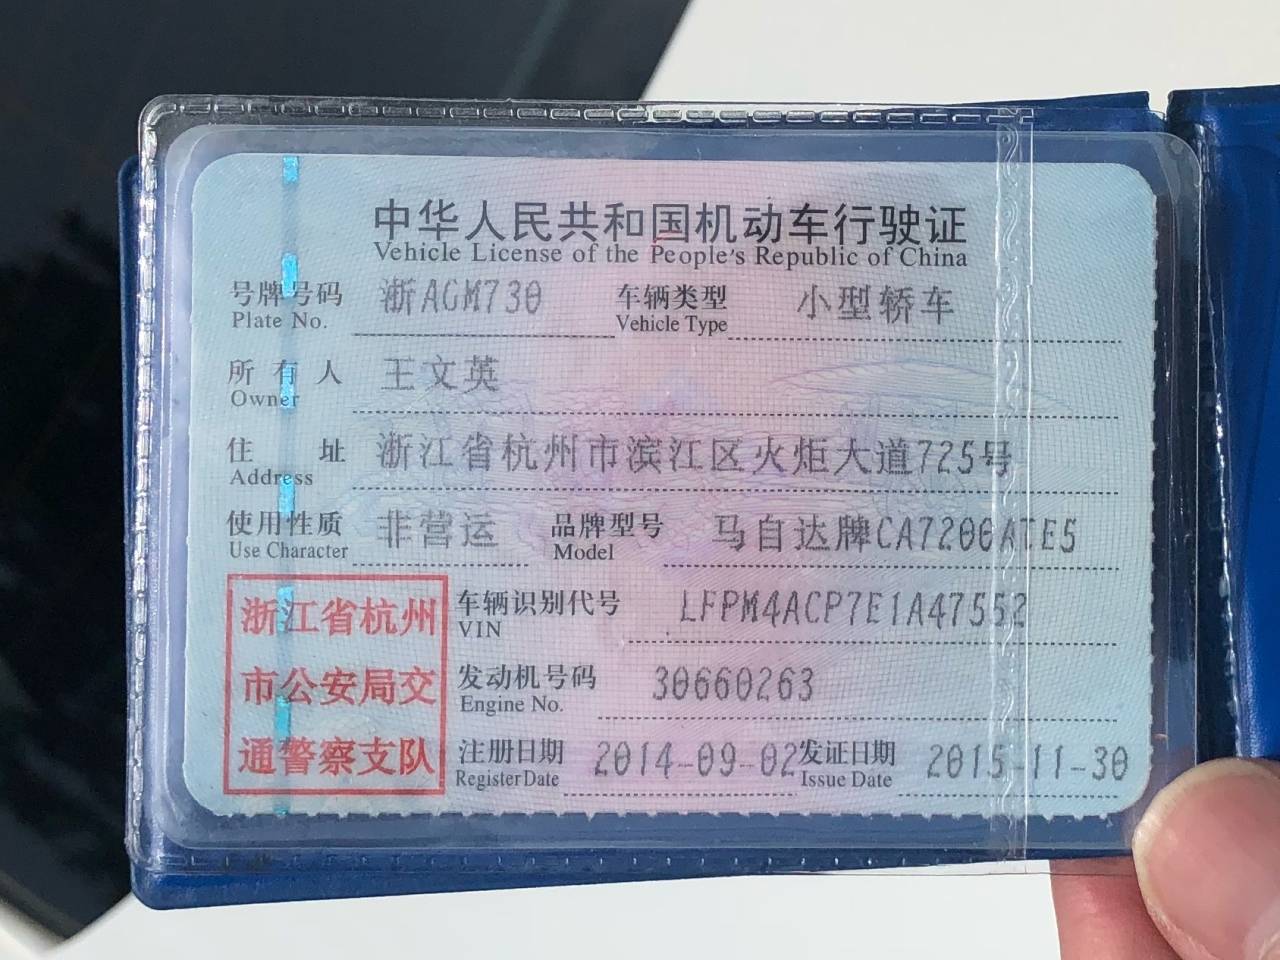 中华人民共和国机动车行驶证
Vehicle License of the People's Republic of China
号牌号码 浙AGM730 车辆类型 小型轿车
Plate No. Vehicle Type
所有人 王文英
Owner
住址 浙江省杭州市滨江区火炬大道725号
Address
使用性质 非营运 品牌型号 马自达牌CA7206ATE5
Use Character Model
浙江省杭州
市公安局交
通警察支队
车辆识别代号 LFPM4ACP7E1A47552
VIN
发动机号码 30660263
Engine No.
注册日期 2014-09-02 发证日期 2015-11-30
Register Date Issue Date